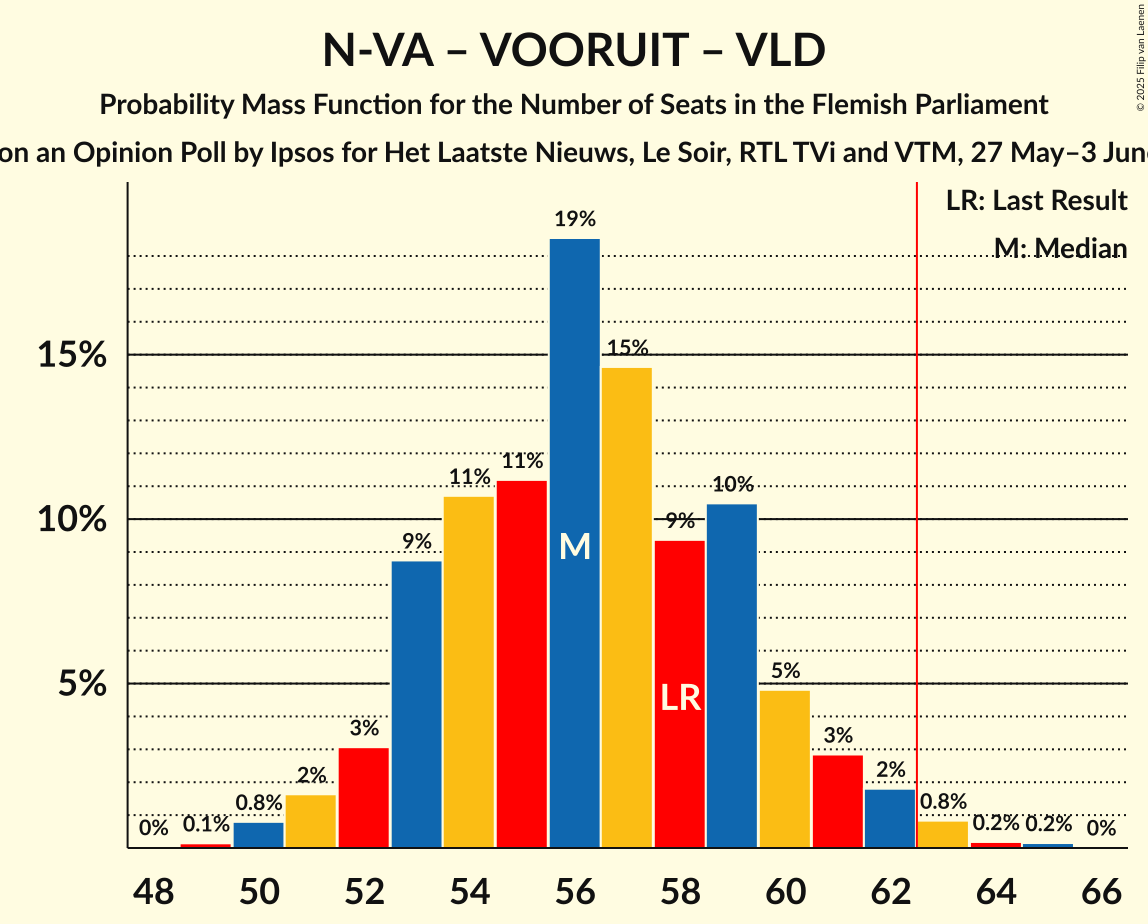 N-VA – VOORUIT – VLD
Probability Mass Function for the Number of Seats in the Flemish Parliament
on an Opinion Poll by Ipsos for Het Laatste Nieuws, Le Soir, RTL TVi and VTM, 27 May–3 June
© 2025 Filip van Laenen
LR: Last Result
M: Median
15%
10%
5%
0%
0.1%
0.8%
2%
3%
9%
11%
11%
19%
15%
9%
10%
5%
3%
2%
0.8%
0.2%
0.2%
0%
M
LR
48 50 52 54 56 58 60 62 64 66